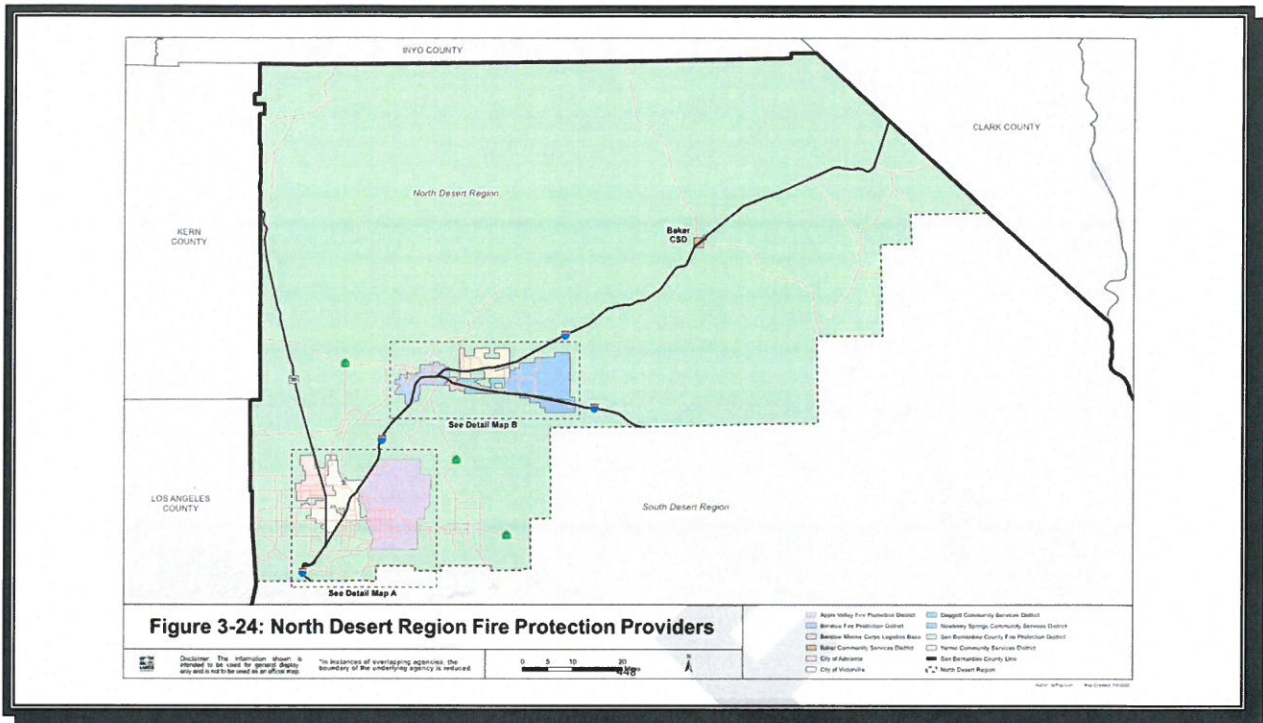 INYO COUNTY
CLARK COUNTY
North Desert Region
KERN
COUNTY
Baker
CSD
See Detail Map B
LOS ANGELES
COUNTY
South Desert Region
See Detail Map A
Figure 3-24: North Desert Region Fire Protection Providers
Disclaimer: The information shown is
intended to be used for general display
only and is not to be used as an official map.
*In instances of overlapping agencies, the
boundary of the underlying agency is reduced.
0 5 10 20
Miles
448
N
Apple Valley Fire Protection District
Barstow Fire Protection District
Barstow Marine Corps Logistics Base
Baker Community Services District
City of Adelanto
City of Victorville
Daggett Community Services District
Newberry Springs Community Services District
San Bernardino County Fire Protection District
Yermo Community Services District
San Bernardino County Line
North Desert Region